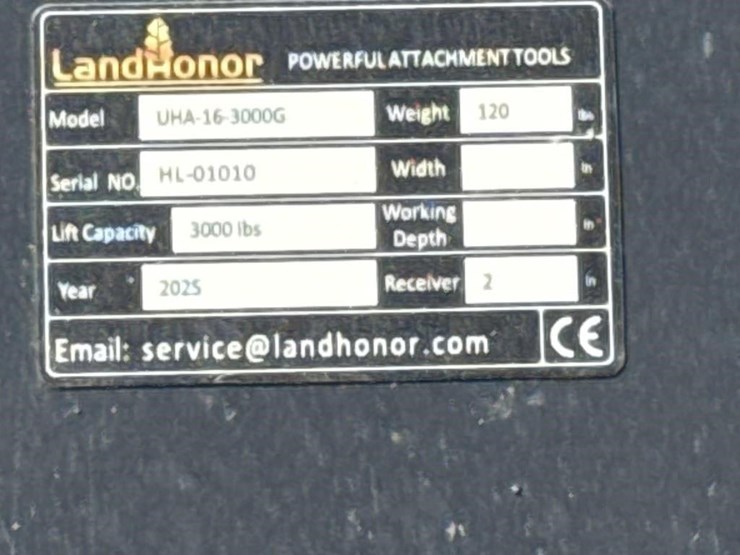 LandHonor POWERFUL ATTACHMENT TOOLS
Model UHA-16-3000G Weight 120 lbs
Serial NO. HL-01010 Width in
Lift Capacity 3000 lbs Working Depth in
Year 2025 Receiver 2 in
Email: service@landhonor.com CE